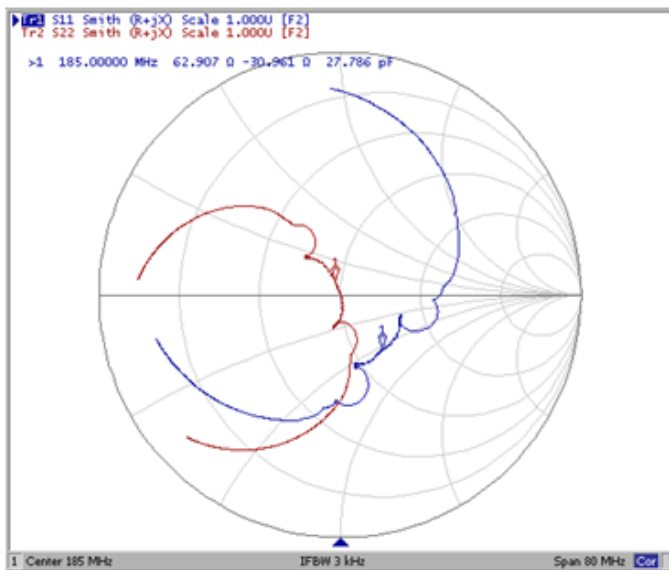 Tr1 S11 Smith (R+jX) Scale 1.000U [F2]
Tr2 S22 Smith (R+jX) Scale 1.000U [F2]
>1 185.00000 MHz 62.907 Ω -30.961 Ω 27.786 pF
1 Center 185 MHz IFBW 3 kHz Span 80 MHz Cor